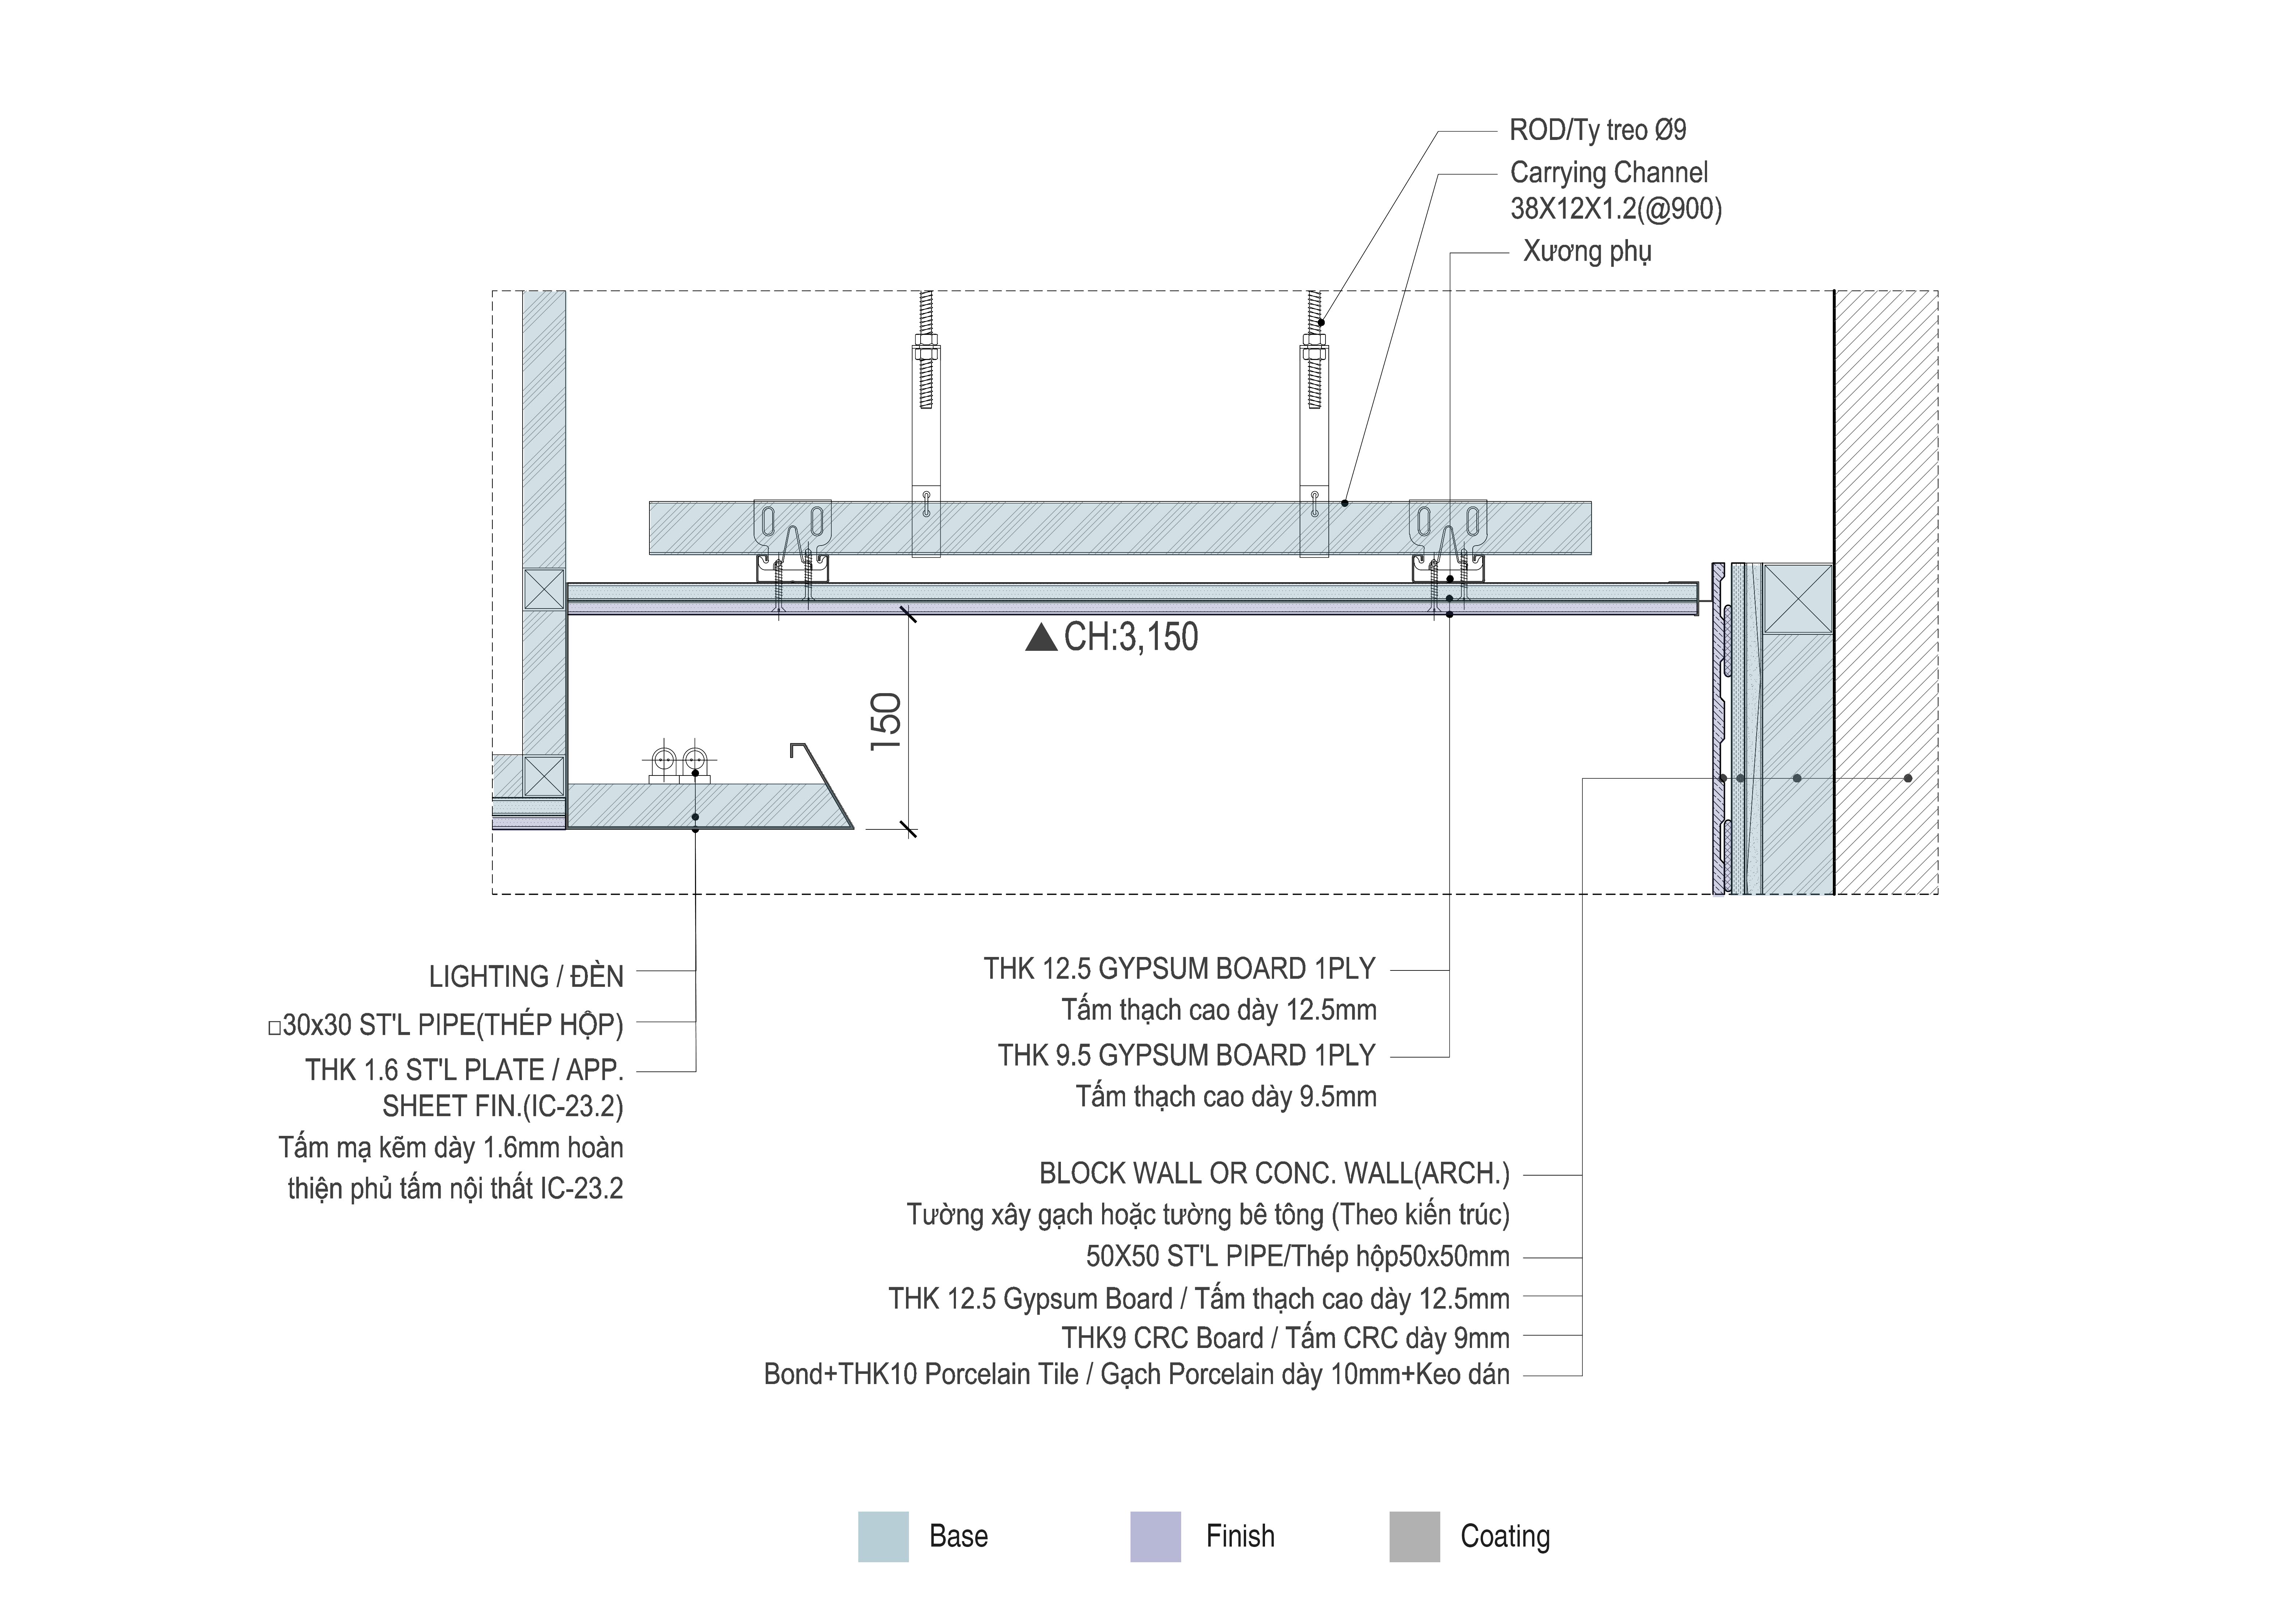 ROD/Ty treo Ø9
Carrying Channel
38X12X1.2(@900)
Xương phụ
▲ CH:3,150
150
LIGHTING / ĐÈN
□30x30 ST'L PIPE(THÉP HỘP)
THK 1.6 ST'L PLATE / APP.
SHEET FIN.(IC-23.2)
Tấm mạ kẽm dày 1.6mm hoàn
thiện phủ tấm nội thất IC-23.2
THK 12.5 GYPSUM BOARD 1PLY
Tấm thạch cao dày 12.5mm
THK 9.5 GYPSUM BOARD 1PLY
Tấm thạch cao dày 9.5mm
BLOCK WALL OR CONC. WALL(ARCH.)
Tường xây gạch hoặc tường bê tông (Theo kiến trúc)
50X50 ST'L PIPE/Thép hộp50x50mm
THK 12.5 Gypsum Board / Tấm thạch cao dày 12.5mm
THK9 CRC Board / Tấm CRC dày 9mm
Bond+THK10 Porcelain Tile / Gạch Porcelain dày 10mm+Keo dán
Base
Finish
Coating